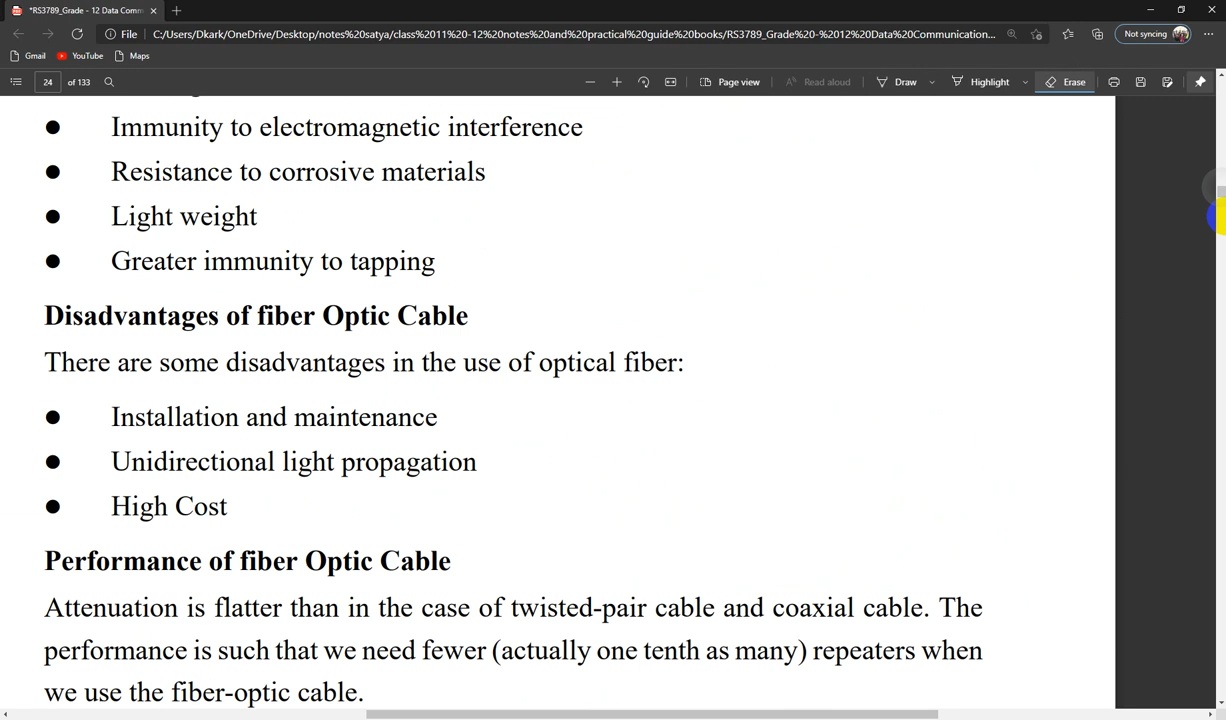 *RS3789_Grade - 12 Data Comm
File
C:/Users/Dkark/OneDrive/Desktop/notes%20satya/class%2011%20-12%20notes%20and%20practical%20guide%20books/RS3789_Grade%20-%2012%20Data%20Communication...
Not syncing
Gmail YouTube Maps
24 of 133 Page view Read aloud Draw Highlight Erase
● Immunity to electromagnetic interference
● Resistance to corrosive materials
● Light weight
● Greater immunity to tapping
Disadvantages of fiber Optic Cable
There are some disadvantages in the use of optical fiber:
● Installation and maintenance
● Unidirectional light propagation
● High Cost
Performance of fiber Optic Cable
Attenuation is flatter than in the case of twisted-pair cable and coaxial cable. The
performance is such that we need fewer (actually one tenth as many) repeaters when
we use the fiber-optic cable.